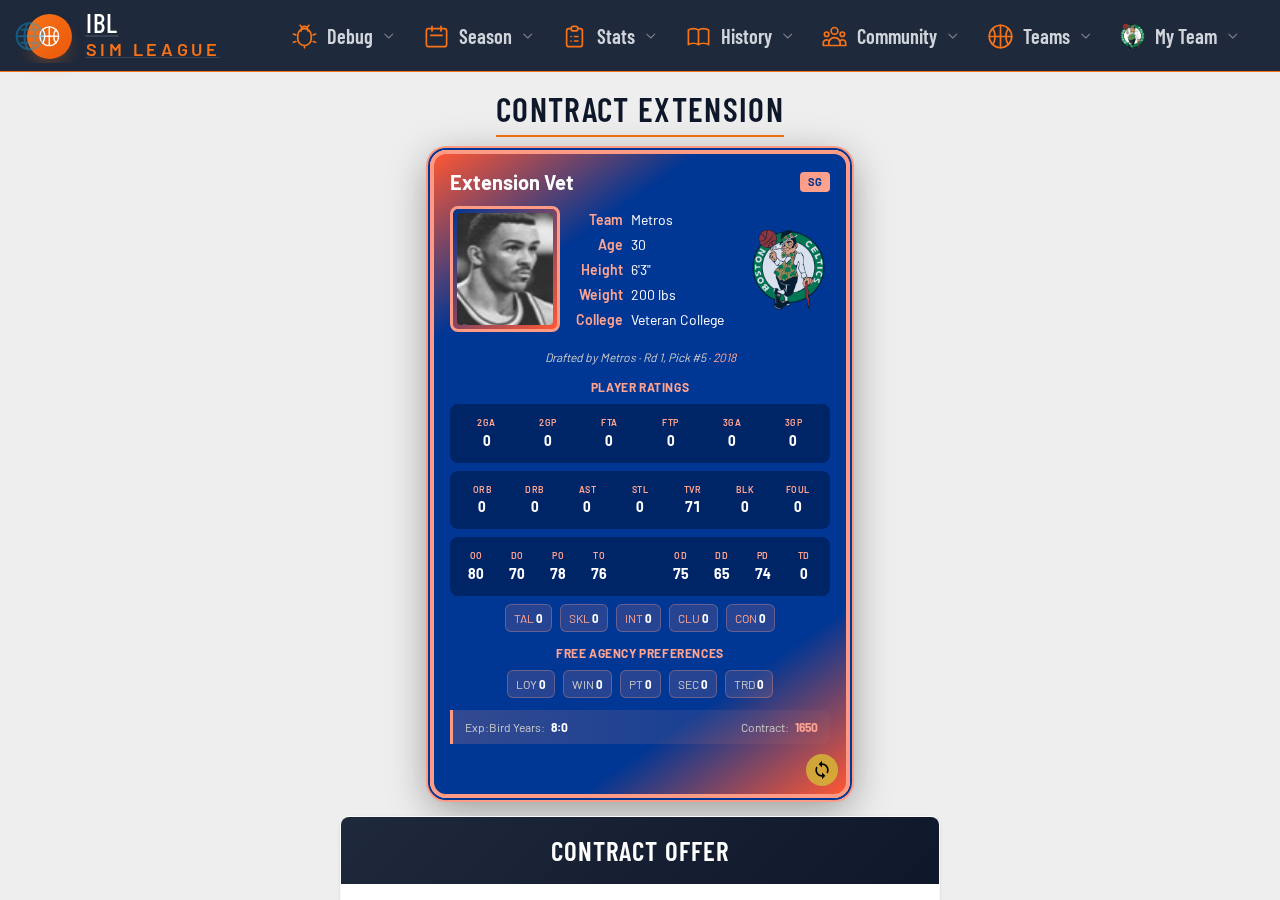 IBL
SIM LEAGUE
Debug
Season
Stats
History
Community
Teams
My Team
CONTRACT EXTENSION
Extension Vet
SG
Team Metros
Age 30
Height 6'3"
Weight 200 lbs
College Veteran College
BOSTON CELTICS
Drafted by Metros · Rd 1, Pick #5 · 2018
PLAYER RATINGS
2GA 2GP FTA FTP 3GA 3GP
0 0 0 0 0 0
ORB DRB AST STL TVR BLK FOUL
0 0 0 0 71 0 0
OO DO PO TO OD DD PD TD
80 70 78 76 75 65 74 0
TAL 0 SKL 0 INT 0 CLU 0 CON 0
FREE AGENCY PREFERENCES
LOY 0 WIN 0 PT 0 SEC 0 TRD 0
Exp:Bird Years: 8:0 Contract: 1650
CONTRACT OFFER